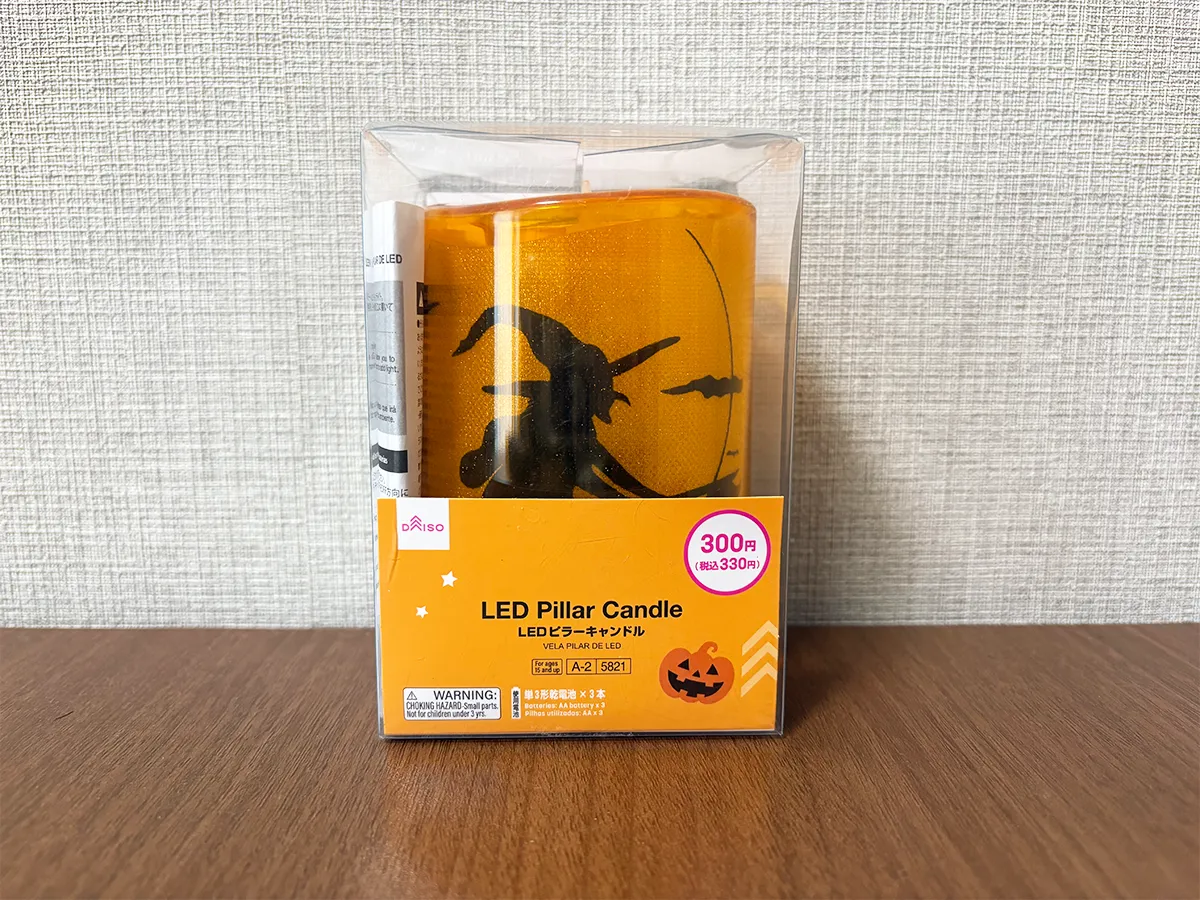 DE LED
DAISO
300円
(税込330円)
LED Pillar Candle
LEDピラーキャンドル
VELA PILAR DE LED
For ages
15 and up
A-2 5821
WARNING:
CHOKING HAZARD-Small parts.
Not for children under 3 yrs.
使用電池
単3形乾電池×3本
Batteries: AA battery x 3
Pilhas utilizadas: AA x 3